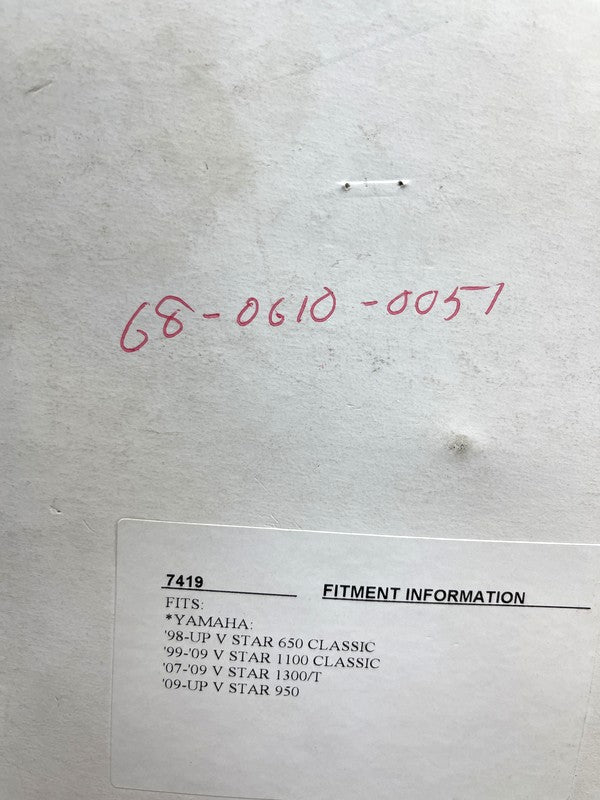 68-0610-0051
7419
FITMENT INFORMATION
FITS:
*YAMAHA:
'98-UP V STAR 650 CLASSIC
'99-'09 V STAR 1100 CLASSIC
'07-'09 V STAR 1300/T
'09-UP V STAR 950